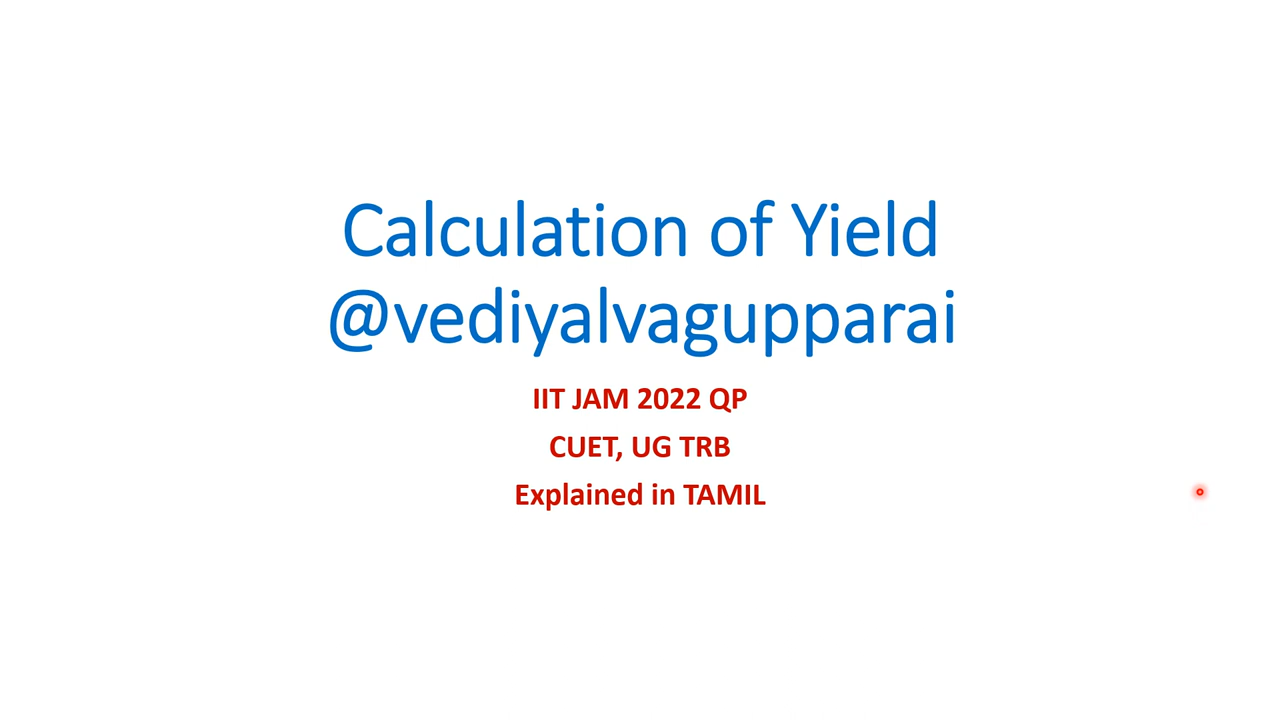 Calculation of Yield
@vediyalvagupparai
IIT JAM 2022 QP
CUET, UG TRB
Explained in TAMIL